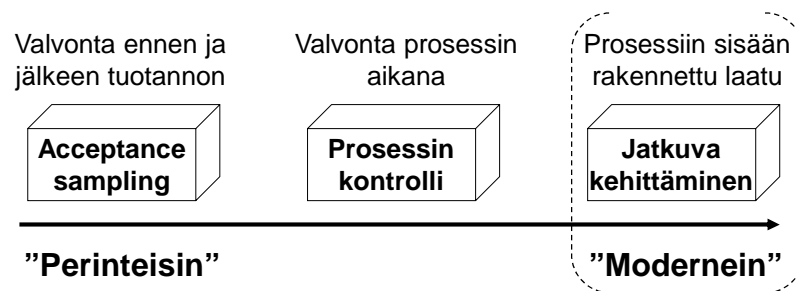 Valvonta ennen ja
jälkeen tuotannon
Acceptance
sampling
Valvonta prosessin
aikana
Prosessin
kontrolli
Prosessiin sisään
rakennettu laatu
Jatkuva
kehittäminen
”Perinteisin”
”Modernein”